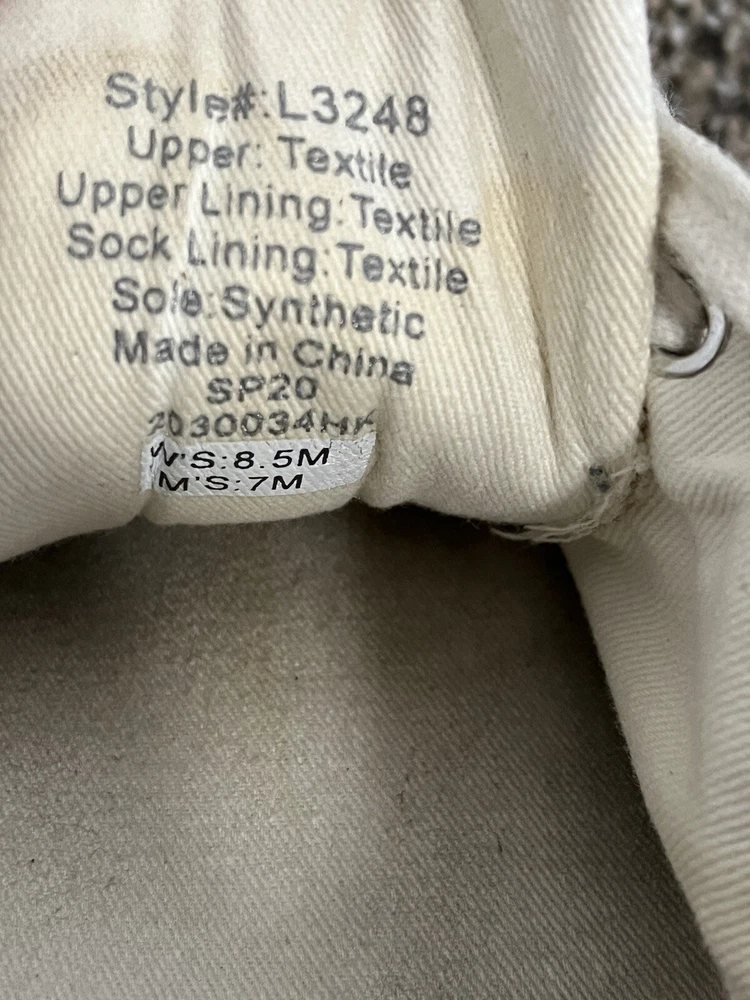 Style#:L3248
Upper: Textile
Upper Lining:Textile
Sock Lining:Textile
Sole:Synthetic
Made in China
SP20
2030034HK
W'S:8.5M
M'S:7M